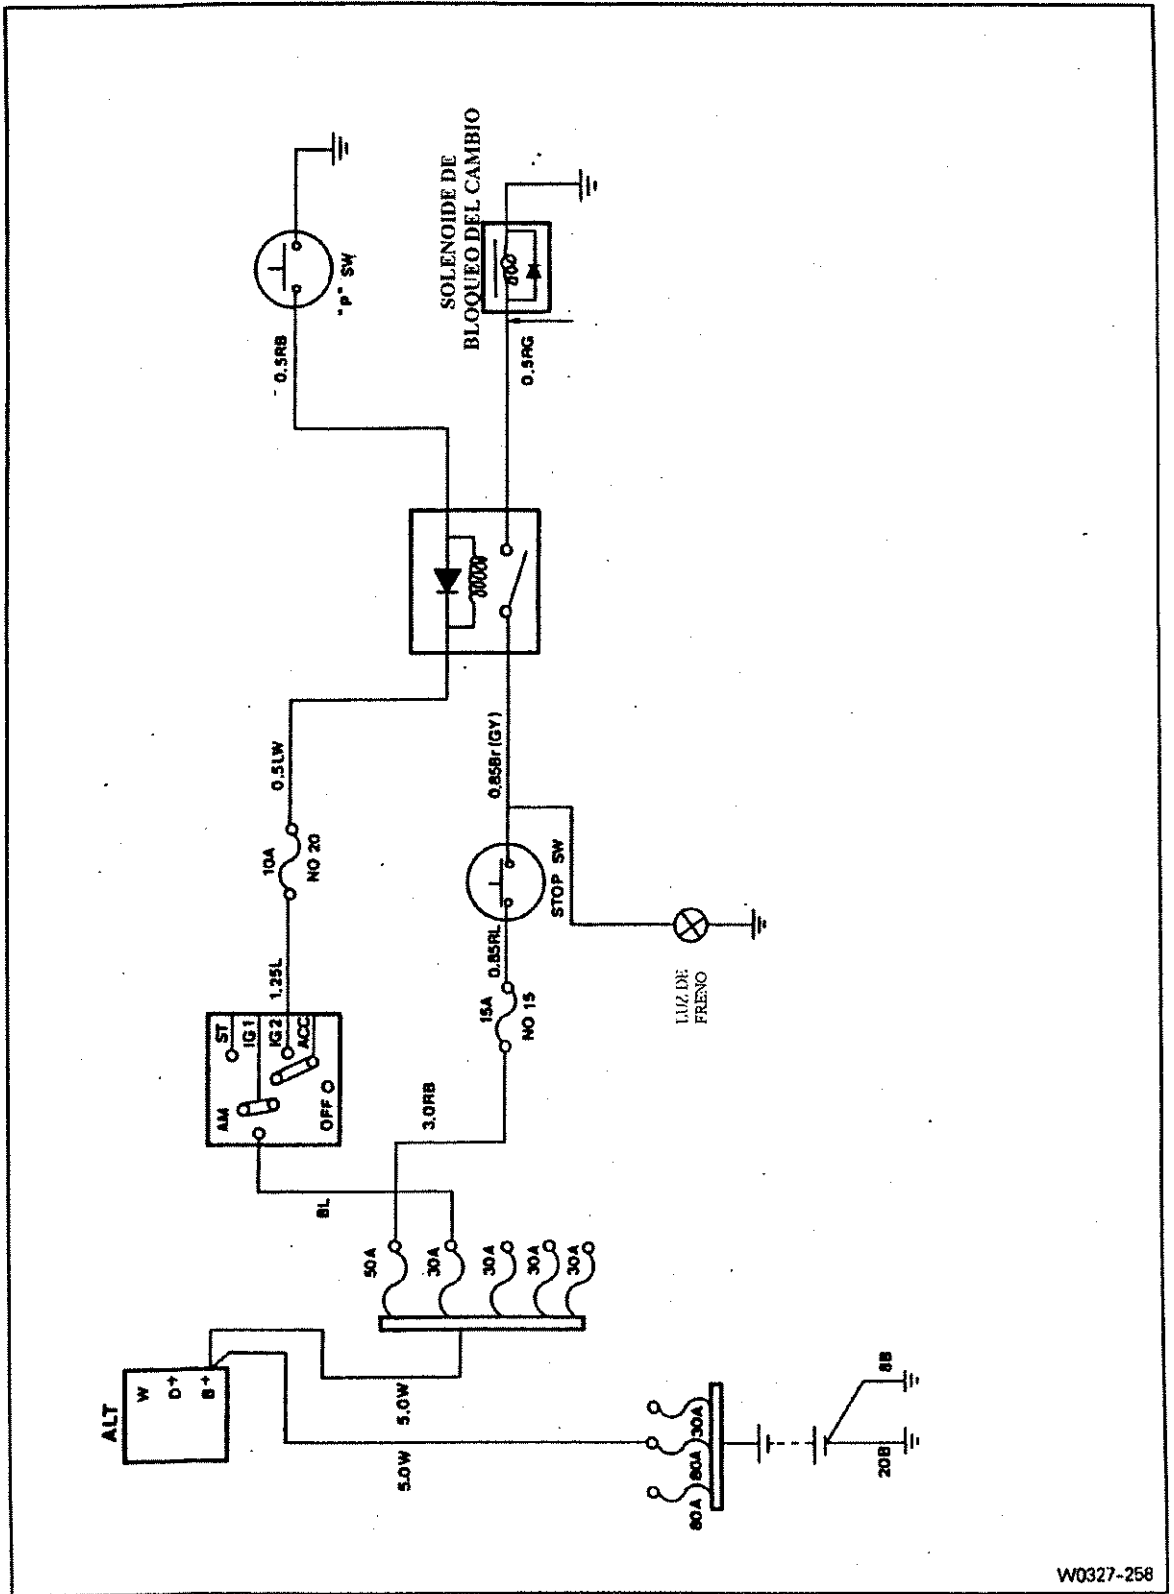 ALT
W
D+
B+
5.0W
5.0W
80A
80A
30A
20B
8B
50A
30A
30A
30A
30A
BL
3.0RB
AM
OFF
ST
IG1
IG2
ACC
1.25L
10A
NO 20
0.5LW
15A
NO 15
0.85RL
STOP SW
0.85Br(GY)
LUZ DE
FRENO
0.5RB
"P" SW
0.5RG
SOLENOIDE DE
BLOQUEO DEL CAMBIO
W0327-258